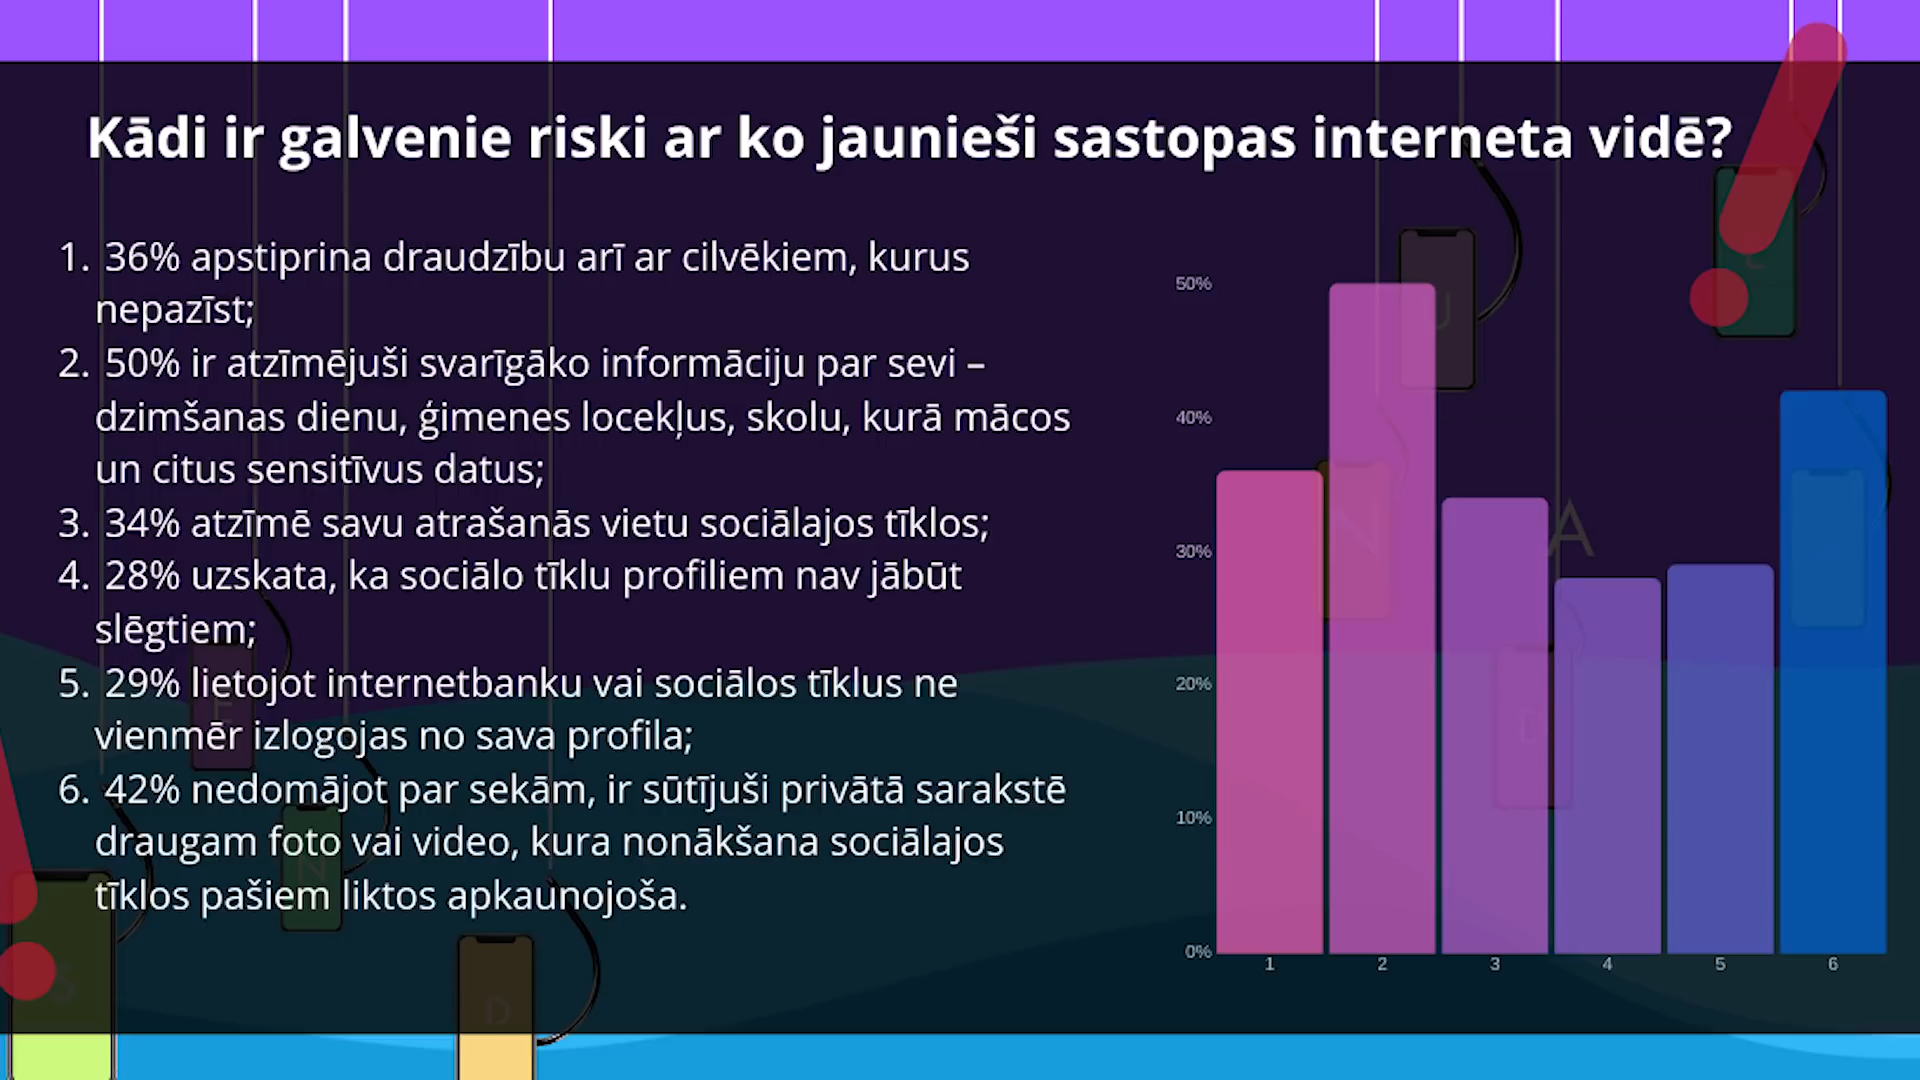 Kādi ir galvenie riski ar ko jaunieši sastopas interneta vidē?
1. 36% apstiprina draudzību arī ar cilvēkiem, kurus
nepazīst;
2. 50% ir atzīmējuši svarīgāko informāciju par sevi –
dzimšanas dienu, ģimenes locekļus, skolu, kurā mācos
un citus sensitīvus datus;
3. 34% atzīmē savu atrašanās vietu sociālajos tīklos;
4. 28% uzskata, ka sociālo tīklu profiliem nav jābūt
slēgtiem;
5. 29% lietojot internetbanku vai sociālos tīklus ne
vienmēr izlogojas no sava profila;
6. 42% nedomājot par sekām, ir sūtījuši privātā sarakstē
draugam foto vai video, kura nonākšana sociālajos
tīklos pašiem liktos apkaunojoša.
50%
40%
30%
20%
10%
0%
1 2 3 4 5 6
U
N
A
N
D